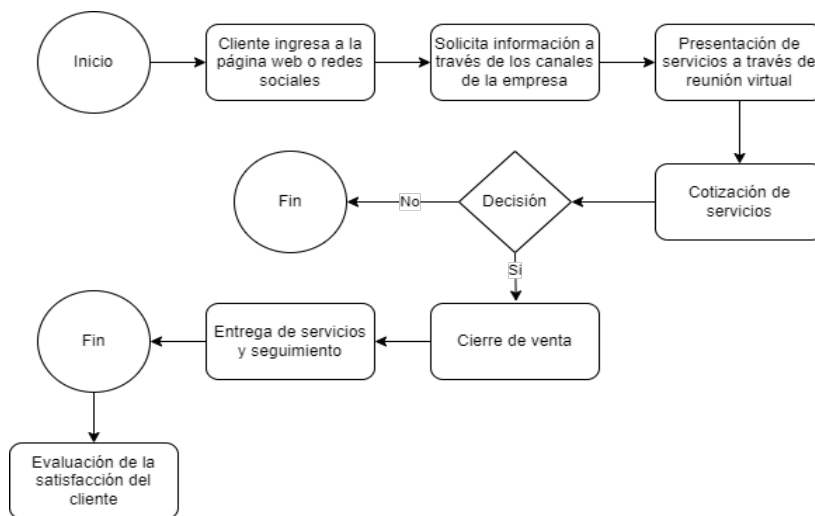 Inicio
Cliente ingresa a la
página web o redes
sociales
Solicita información a
través de los canales
de la empresa
Presentación de
servicios a través de
reunión virtual
Cotización de
servicios
Decisión
No
Fin
Si
Cierre de venta
Entrega de servicios
y seguimiento
Fin
Evaluación de la
satisfacción del
cliente